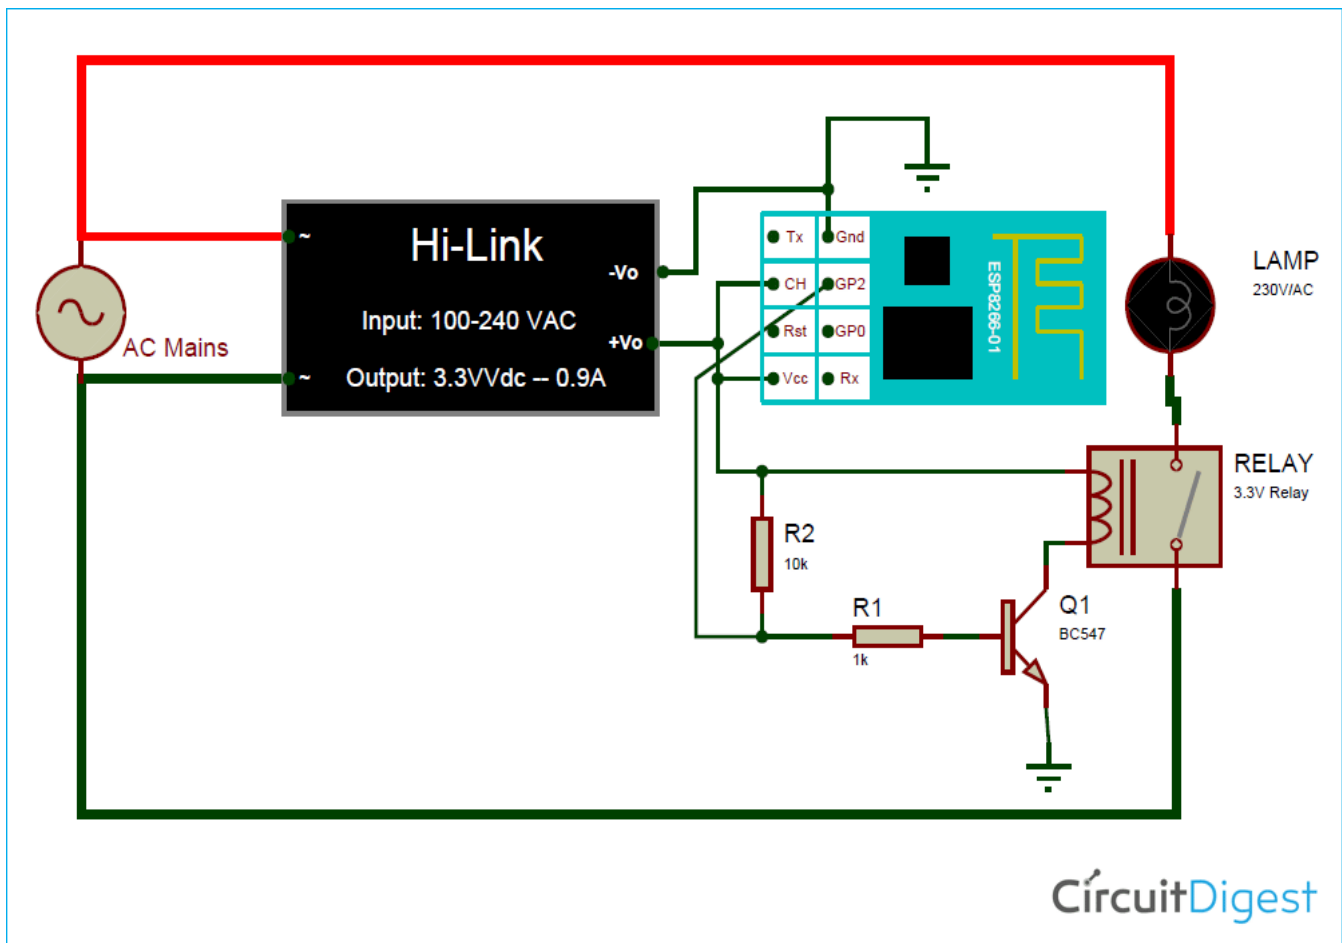 Hi-Link
~
-Vo
Input: 100-240 VAC
+Vo
~
Output: 3.3VVdc -- 0.9A
AC Mains
Tx
Gnd
CH
GP2
Rst
GP0
Vcc
Rx
ESP8266-01
LAMP
230V/AC
RELAY
3.3V Relay
R2
10k
R1
1k
Q1
BC547
CircuitDigest